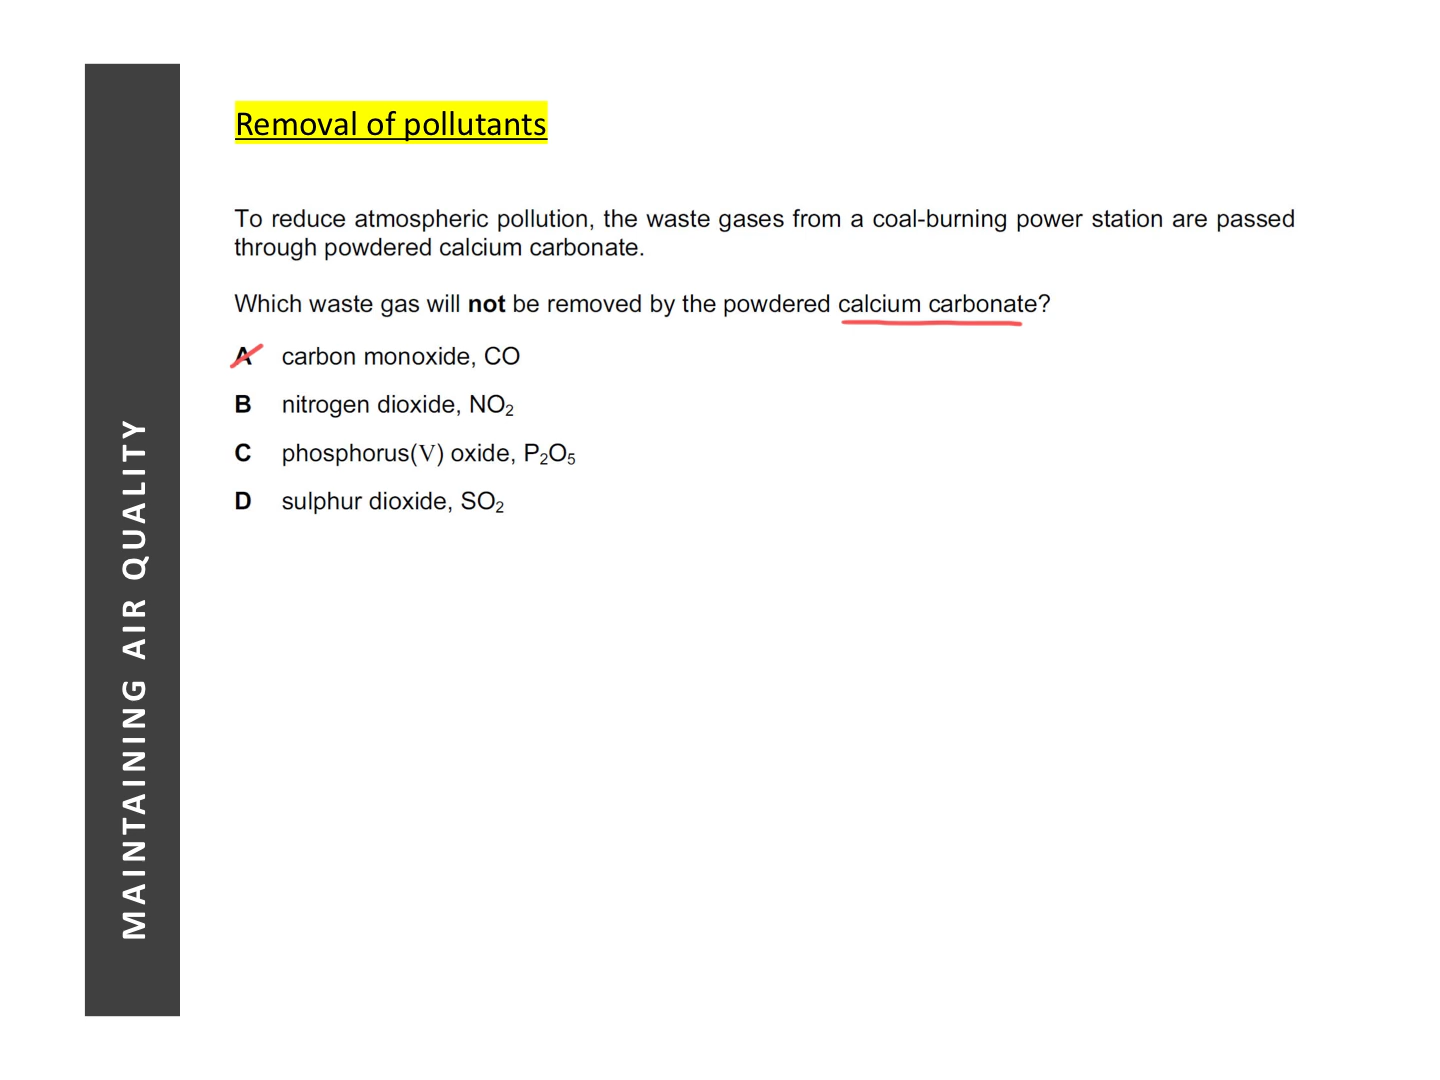 MAINTAINING AIR QUALITY
Removal of pollutants
To reduce atmospheric pollution, the waste gases from a coal-burning power station are passed
through powdered calcium carbonate.
Which waste gas will not be removed by the powdered calcium carbonate?
A carbon monoxide, CO
B nitrogen dioxide, NO₂
C phosphorus(V) oxide, P₂O₅
D sulphur dioxide, SO₂